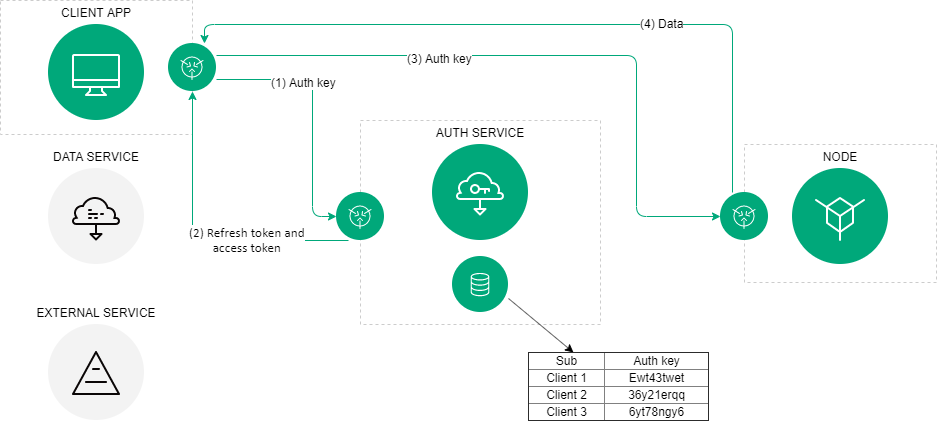 CLIENT APP
(4) Data
(3) Auth key
(1) Auth key
AUTH SERVICE
DATA SERVICE
NODE
(2) Refresh token and
access token
EXTERNAL SERVICE
Sub Auth key
Client 1 Ewt43twet
Client 2 36y21erqq
Client 3 6yt78ngy6